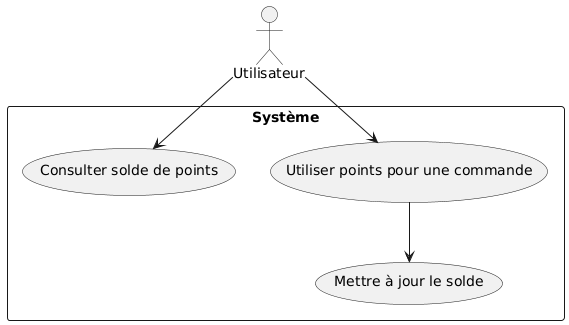 Utilisateur
Système
Consulter solde de points
Utiliser points pour une commande
Mettre à jour le solde